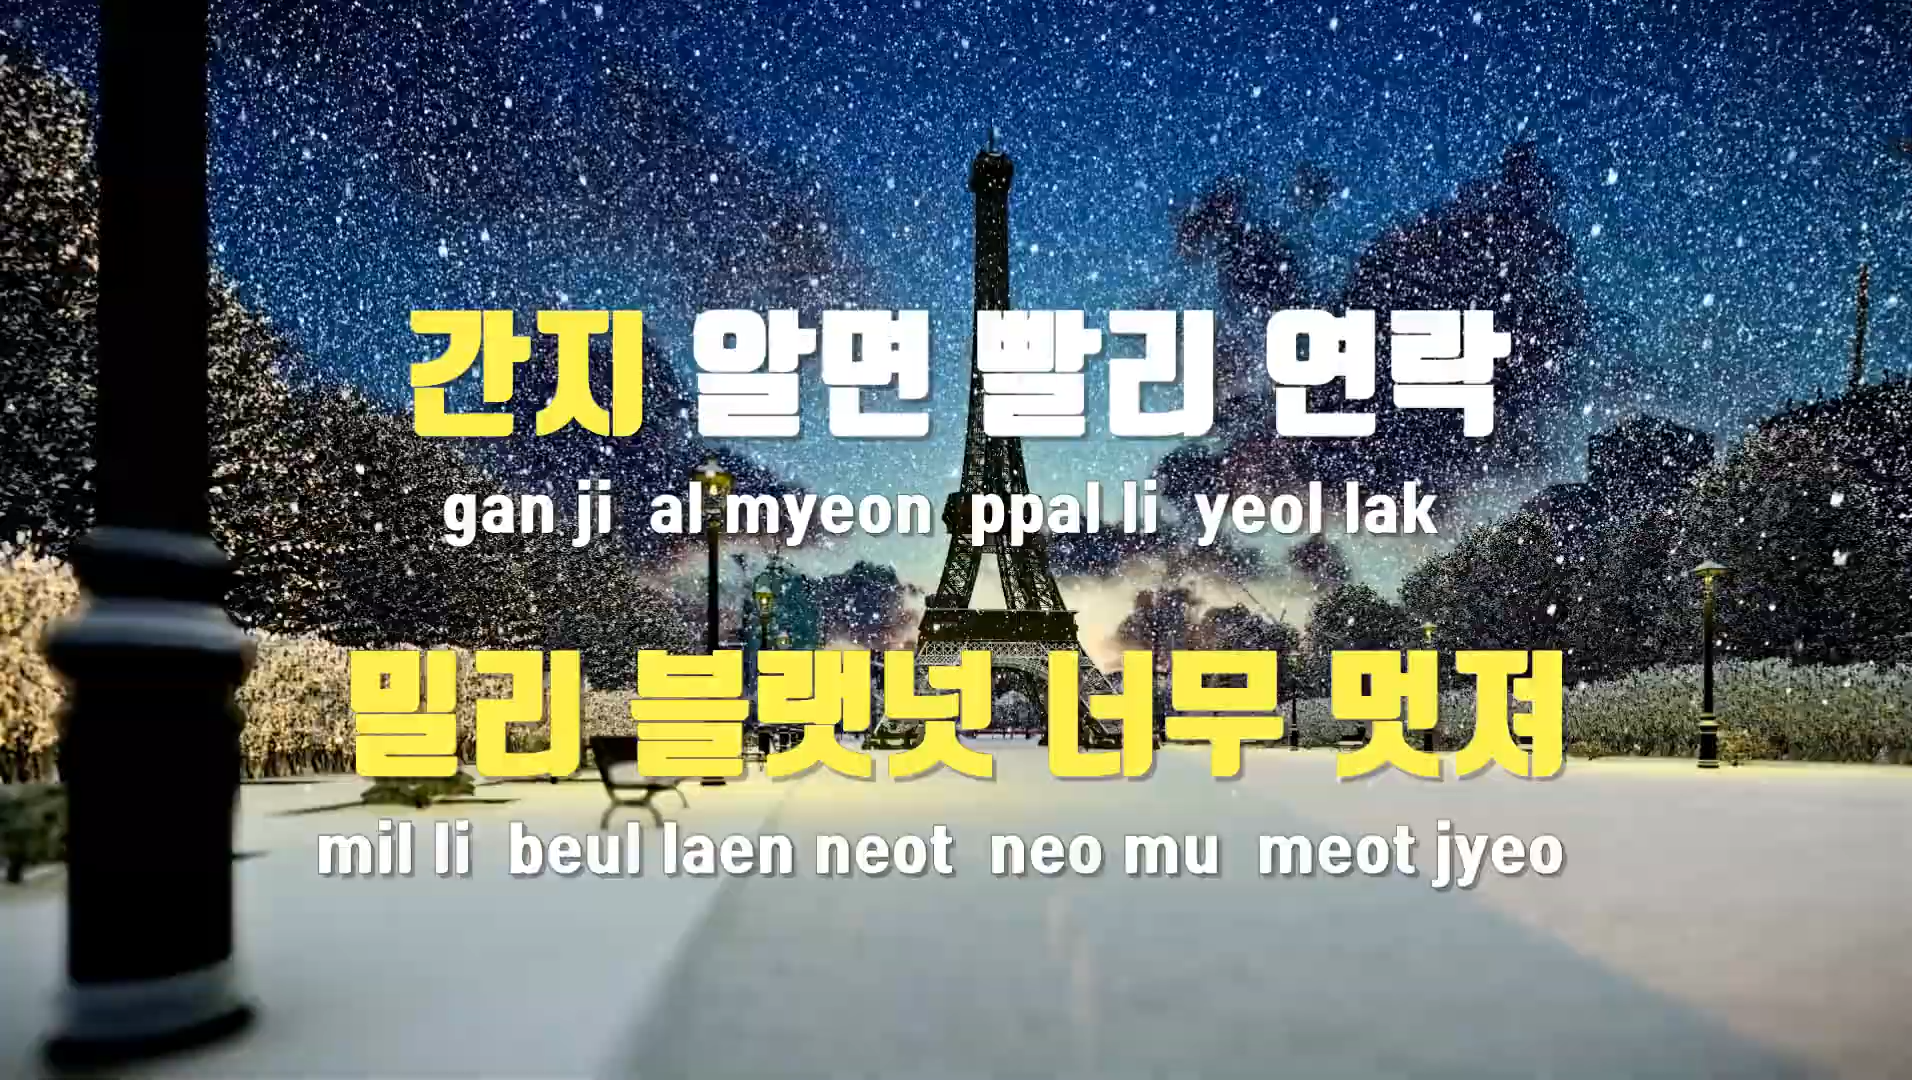 간지 알면 빨리 연락
gan ji al myeon ppal li yeol lak
밀리 블랫넛 너무 멋져
mil li beul laen neot neo mu meot jyeo